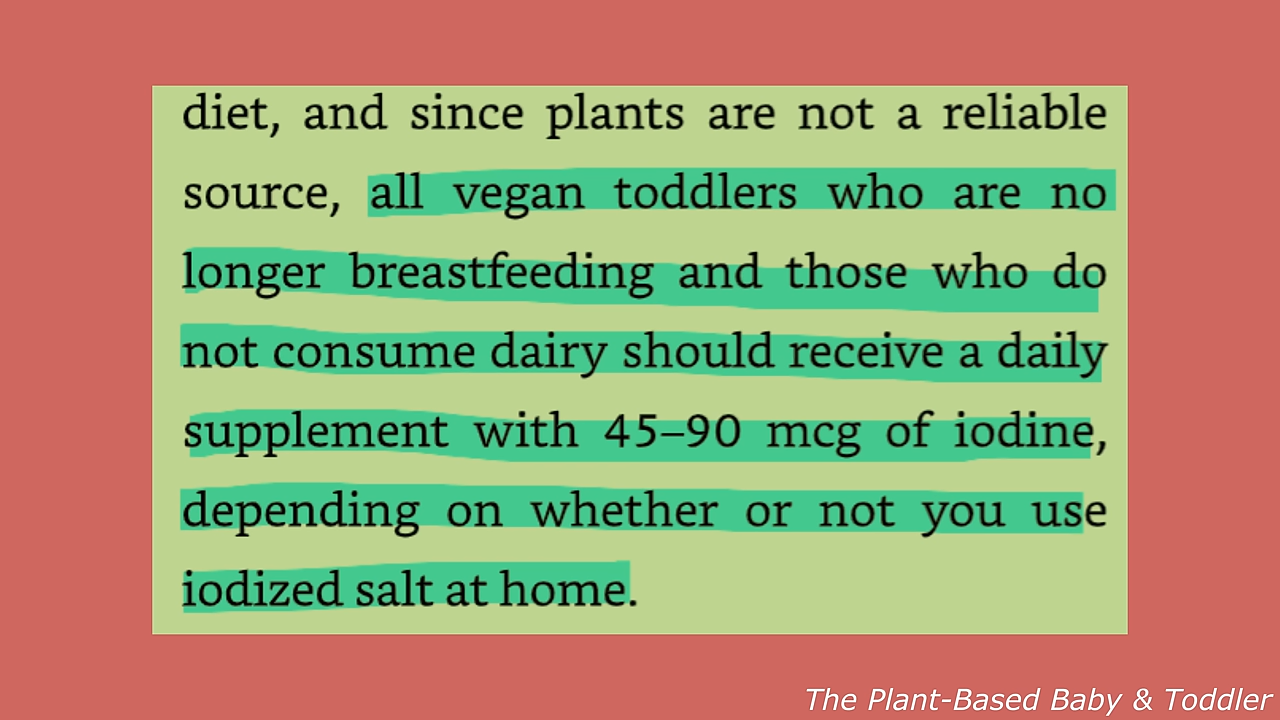 diet, and since plants are not a reliable
source, all vegan toddlers who are no
longer breastfeeding and those who do
not consume dairy should receive a daily
supplement with 45–90 mcg of iodine,
depending on whether or not you use
iodized salt at home.
The Plant-Based Baby & Toddler